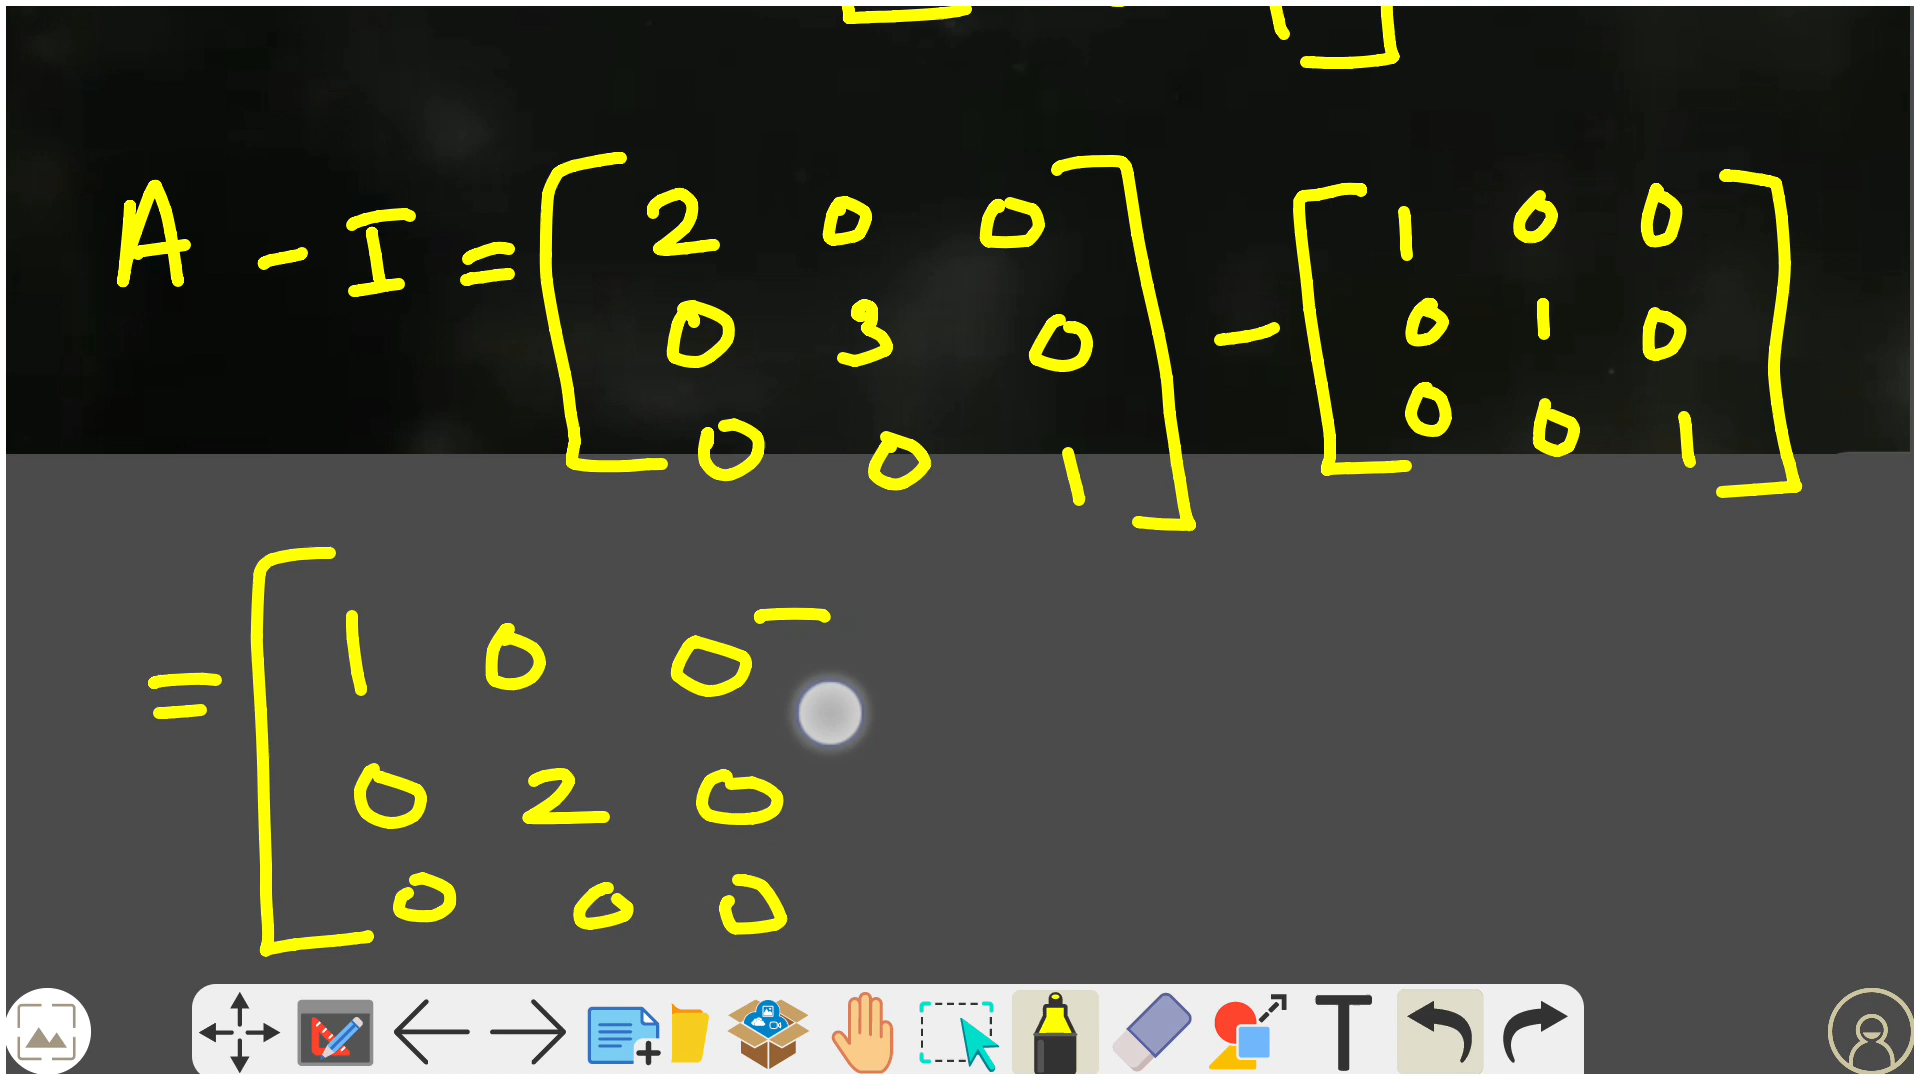 A - I = [ 2 0 0 ] - [ 1 0 0 ]
0 3 0 0 1 0
0 0 1 0 0 1
= [ 1 0 0
0 2 0
0 0 0
T